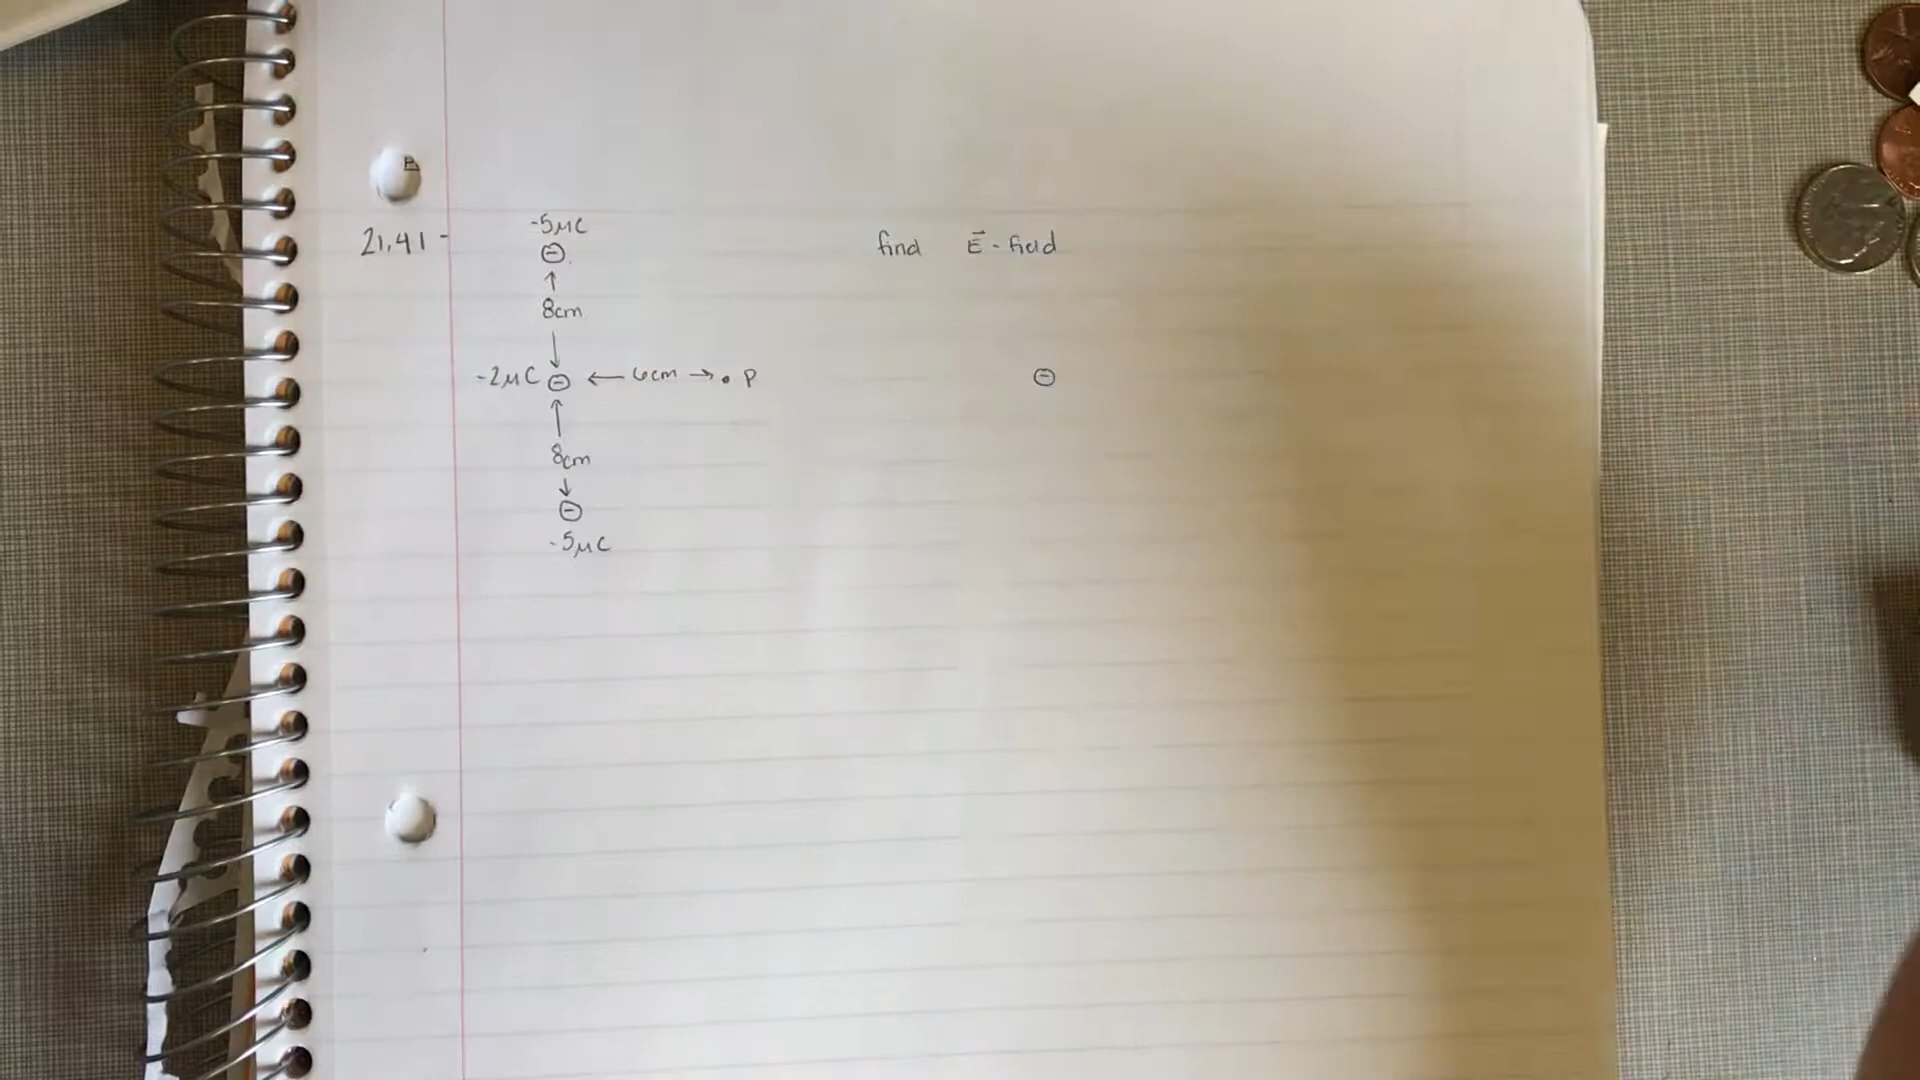 21.41 -
-5μC
⊖
↑
8cm
↓
-2μC ⊖ ← 6cm → . P
↑
8cm
↓
⊖
-5μC
find E⃗ - field
⊖